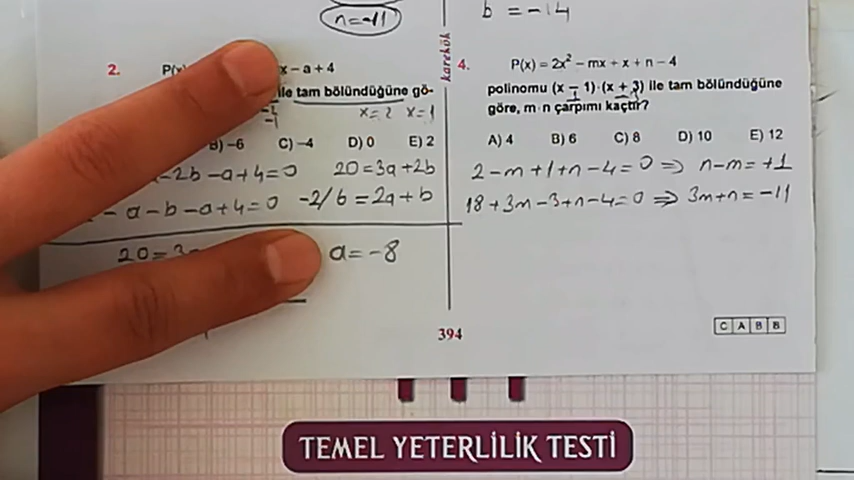 n=-11
b = -14
karekök
2.
x - a + 4
ile tam bölündüğüne gö-
x=2 x=1
B) -6 C) -4 D) 0 E) 2
-2b-a+4=0 20=3a+2b
-a-b-a+4=0 -2/6=2a+b
20=3
a=-8
4.
P(x) = 2x² - mx + x + n - 4
polinomu (x - 1)·(x + 3) ile tam bölündüğüne
göre, m·n çarpımı kaçtır?
A) 4 B) 6 C) 8 D) 10 E) 12
2-m+1+n-4=0 ⇒ n-m=+1
18+3m-3+n-4=0 ⇒ 3m+n=-11
394
C A B B
TEMEL YETERLİLİK TESTİ